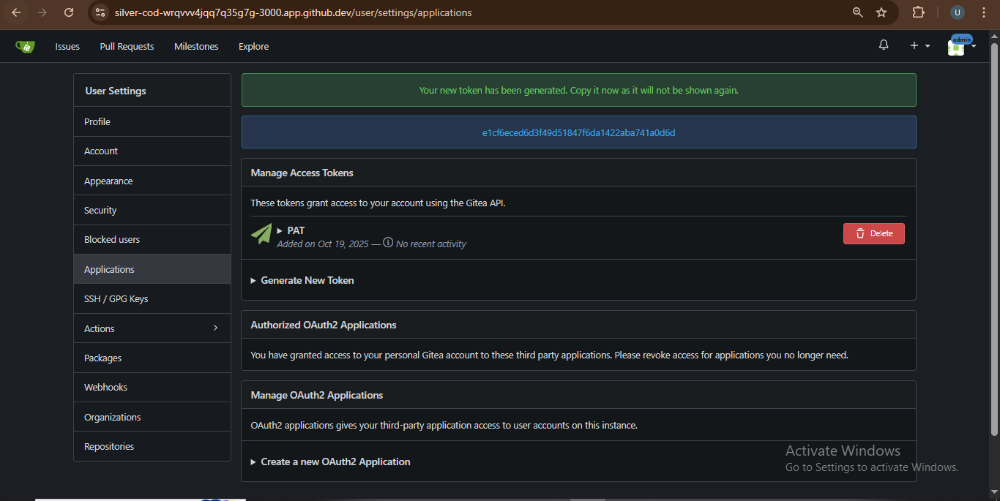 silver-cod-wrqvvv4jqq7q35g7g-3000.app.github.dev/user/settings/applications
U
Issues Pull Requests Milestones Explore
admin
User Settings
Profile
Account
Appearance
Security
Blocked users
Applications
SSH / GPG Keys
Actions
Packages
Webhooks
Organizations
Repositories
Your new token has been generated. Copy it now as it will not be shown again.
e1cf6eced6d3f49d51847f6da1422aba741a0d6d
Manage Access Tokens
These tokens grant access to your account using the Gitea API.
PAT
Added on Oct 19, 2025 — No recent activity
Delete
Generate New Token
Authorized OAuth2 Applications
You have granted access to your personal Gitea account to these third party applications. Please revoke access for applications you no longer need.
Manage OAuth2 Applications
OAuth2 applications gives your third-party application access to user accounts on this instance.
Create a new OAuth2 Application
Activate Windows
Go to Settings to activate Windows.